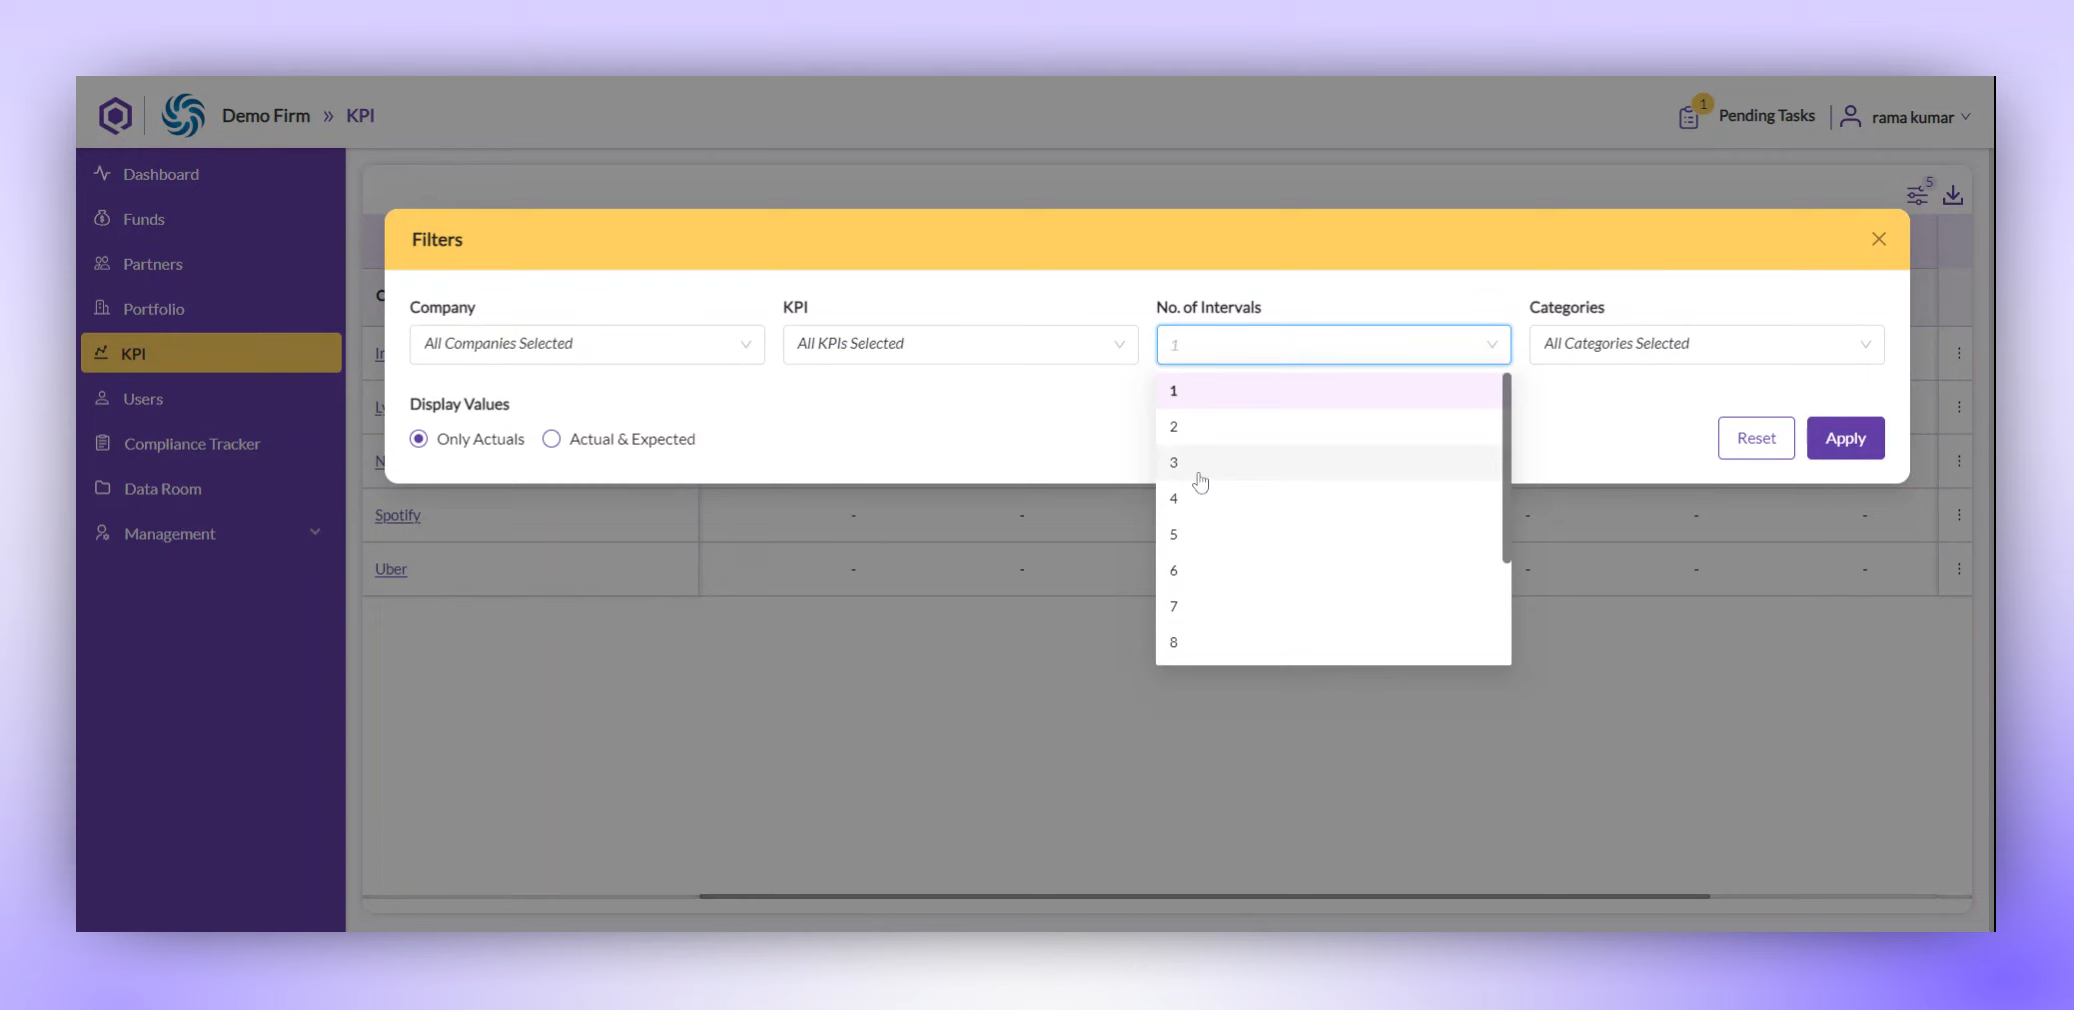 Demo Firm » KPI
1
Pending Tasks
rama kumar
Dashboard
Funds
Partners
Portfolio
KPI
Users
Compliance Tracker
Data Room
Management
5
Filters
Company
KPI
No. of Intervals
Categories
All Companies Selected
All KPIs Selected
1
All Categories Selected
Display Values
Only Actuals
Actual & Expected
1
2
3
4
5
6
7
8
Reset
Apply
C
In
Ly
N
Spotify
- - - - -
Uber
- - - - -